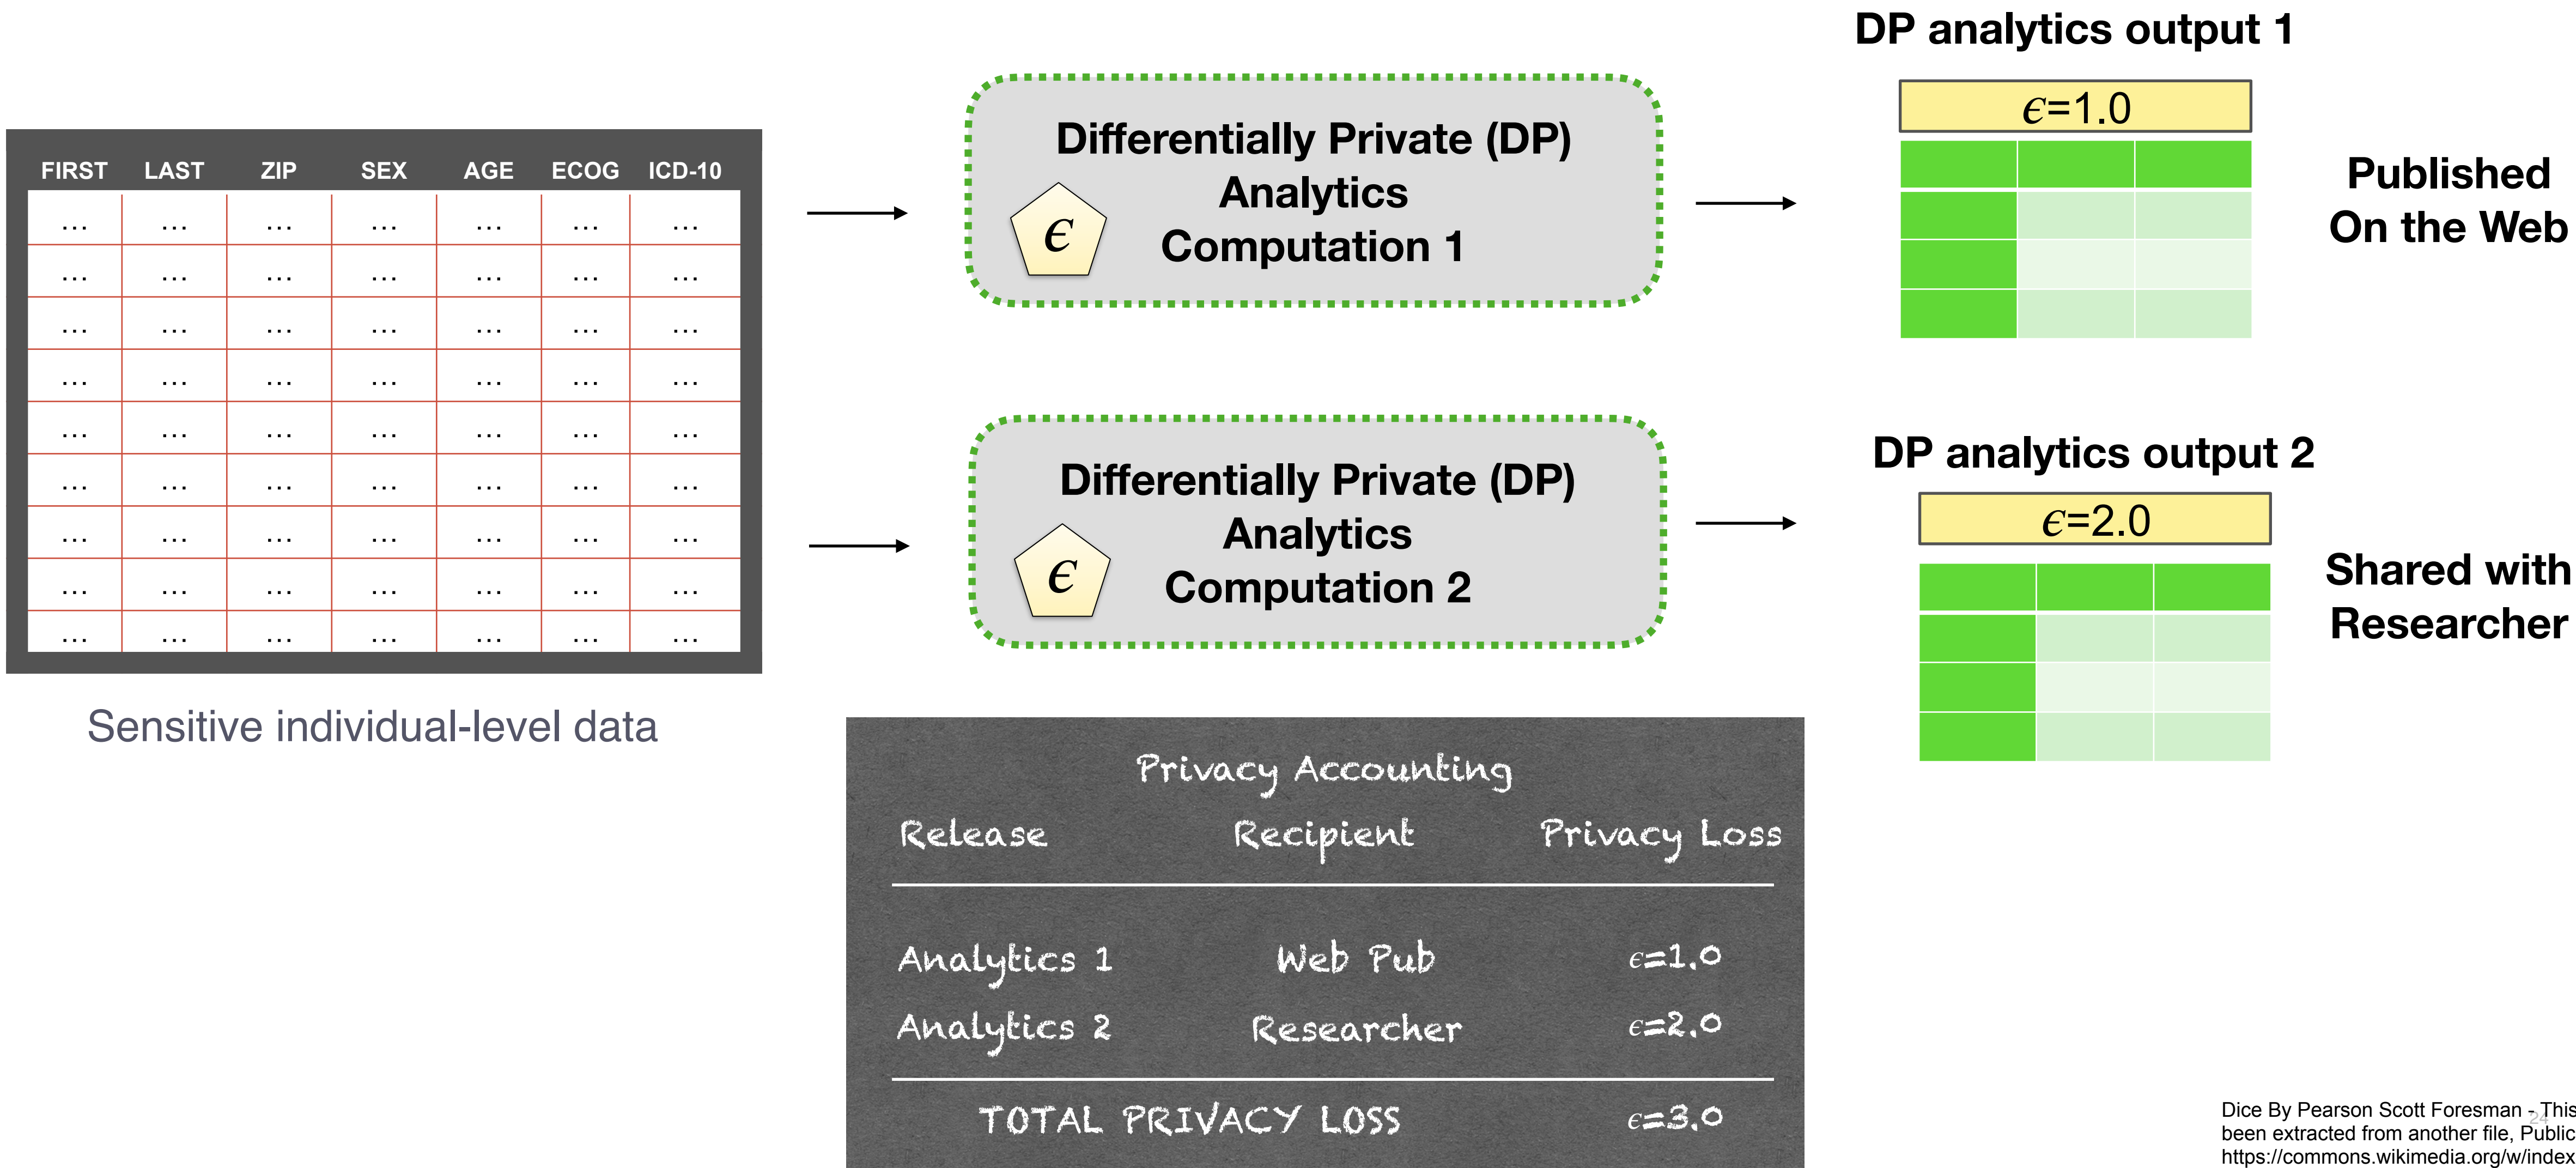 FIRST LAST ZIP SEX AGE ECOG ICD-10
... ... ... ... ... ... ...
... ... ... ... ... ... ...
... ... ... ... ... ... ...
... ... ... ... ... ... ...
... ... ... ... ... ... ...
... ... ... ... ... ... ...
... ... ... ... ... ... ...
... ... ... ... ... ... ...
... ... ... ... ... ... ...
Sensitive individual-level data
Differentially Private (DP)
Analytics
Computation 1
ϵ
Differentially Private (DP)
Analytics
Computation 2
ϵ
DP analytics output 1
ϵ=1.0
Published
On the Web
DP analytics output 2
ϵ=2.0
Shared with
Researcher
Privacy Accounting
Release Recipient Privacy Loss
Analytics 1 Web Pub ϵ=1.0
Analytics 2 Researcher ϵ=2.0
TOTAL PRIVACY LOSS ϵ=3.0
24
Dice By Pearson Scott Foresman - This
been extracted from another file, Public
https://commons.wikimedia.org/w/index